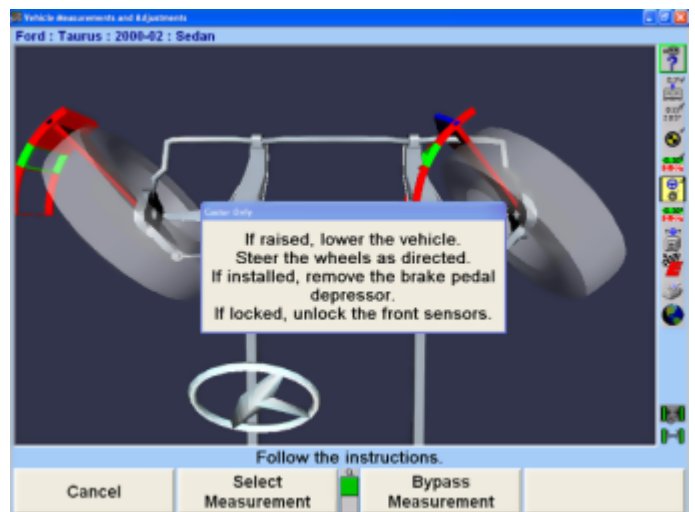 Vehicle Measurements and Adjustments
Ford : Taurus : 2000-02 : Sedan
Caster Only
If raised, lower the vehicle.
Steer the wheels as directed.
If installed, remove the brake pedal
depressor.
If locked, unlock the front sensors.
Follow the instructions.
Cancel
Select
Measurement
Bypass
Measurement